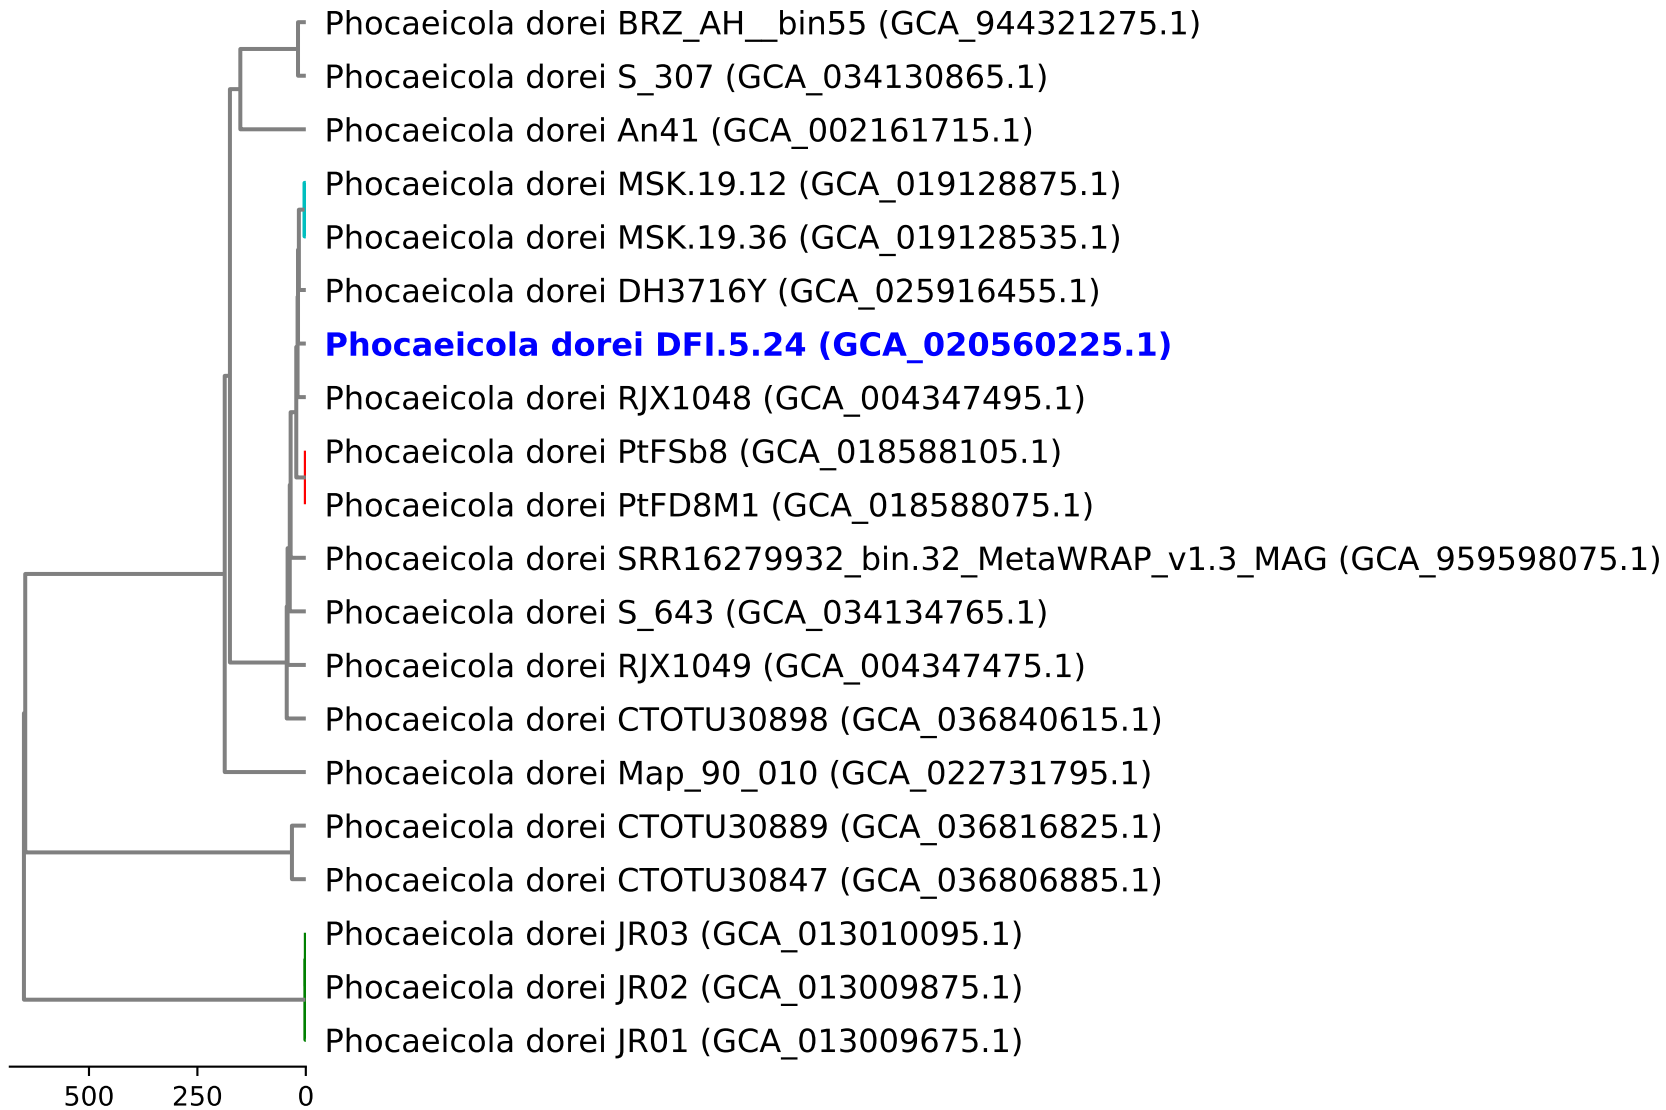 Phocaeicola dorei BRZ_AH__bin55 (GCA_944321275.1)
Phocaeicola dorei S_307 (GCA_034130865.1)
Phocaeicola dorei An41 (GCA_002161715.1)
Phocaeicola dorei MSK.19.12 (GCA_019128875.1)
Phocaeicola dorei MSK.19.36 (GCA_019128535.1)
Phocaeicola dorei DH3716Y (GCA_025916455.1)
Phocaeicola dorei DFI.5.24 (GCA_020560225.1)
Phocaeicola dorei RJX1048 (GCA_004347495.1)
Phocaeicola dorei PtFSb8 (GCA_018588105.1)
Phocaeicola dorei PtFD8M1 (GCA_018588075.1)
Phocaeicola dorei SRR16279932_bin.32_MetaWRAP_v1.3_MAG (GCA_959598075.1)
Phocaeicola dorei S_643 (GCA_034134765.1)
Phocaeicola dorei RJX1049 (GCA_004347475.1)
Phocaeicola dorei CTOTU30898 (GCA_036840615.1)
Phocaeicola dorei Map_90_010 (GCA_022731795.1)
Phocaeicola dorei CTOTU30889 (GCA_036816825.1)
Phocaeicola dorei CTOTU30847 (GCA_036806885.1)
Phocaeicola dorei JR03 (GCA_013010095.1)
Phocaeicola dorei JR02 (GCA_013009875.1)
Phocaeicola dorei JR01 (GCA_013009675.1)
500 250 0